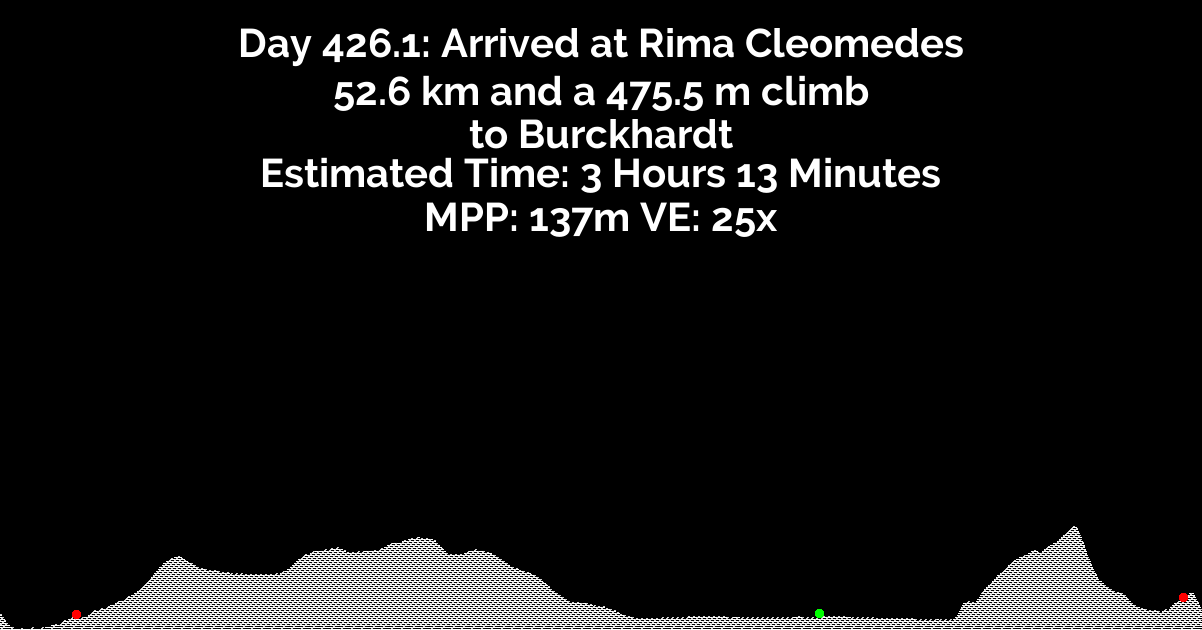 Day 426.1: Arrived at Rima Cleomedes
52.6 km and a 475.5 m climb
to Burckhardt
Estimated Time: 3 Hours 13 Minutes
MPP: 137m VE: 25x